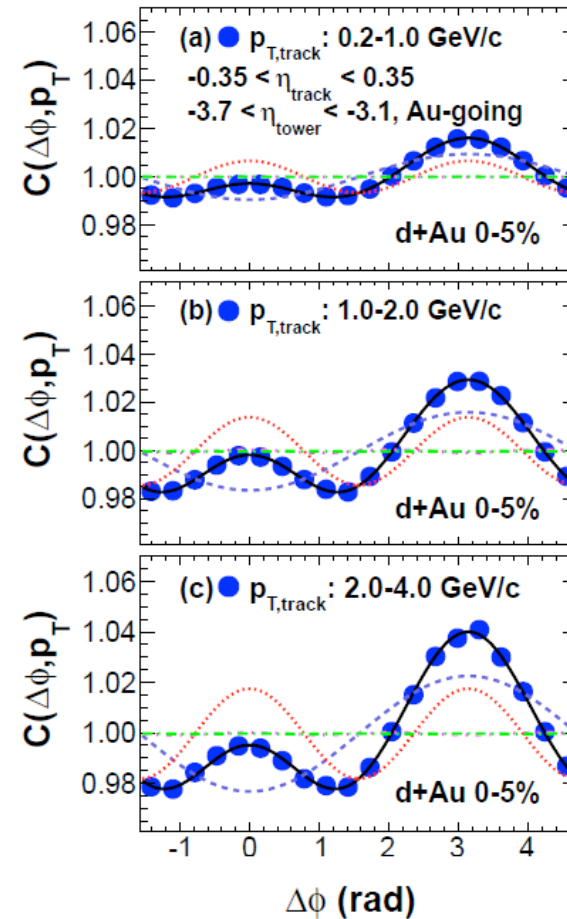 1.06
1.04
1.02
1.00
0.98
C(Δϕ,p_T)
(a) p_T,track: 0.2-1.0 GeV/c
-0.35 < η_track < 0.35
-3.7 < η_tower < -3.1, Au-going
d+Au 0-5%
1.06
1.04
1.02
1.00
0.98
C(Δϕ,p_T)
(b) p_T,track: 1.0-2.0 GeV/c
d+Au 0-5%
1.06
1.04
1.02
1.00
0.98
C(Δϕ,p_T)
(c) p_T,track: 2.0-4.0 GeV/c
d+Au 0-5%
-1 0 1 2 3 4
Δϕ (rad)